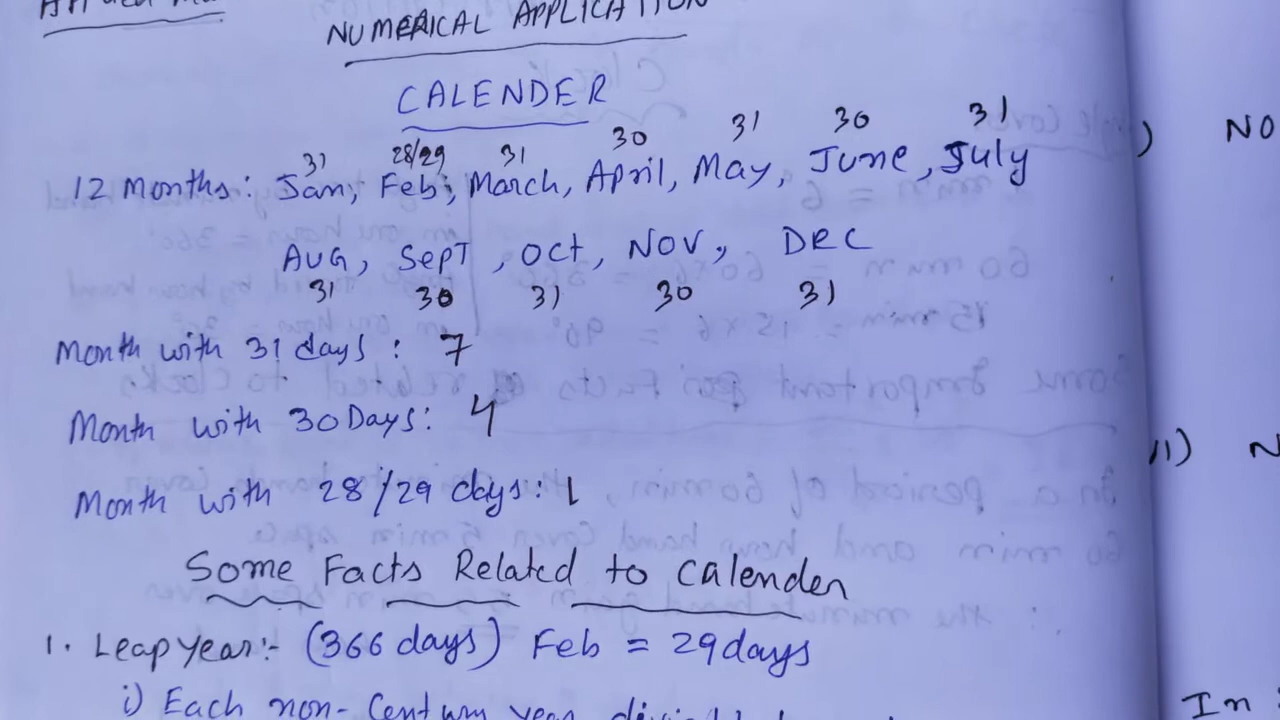 NUMERICAL APPLICATION
CALENDER
31 28/29 31 30 31 30 31
12 Months: Jan, Feb, March, April, May, June, July
AUG, SEPT, Oct, NOV, DEC
31 30 31 30 31
Month with 31 days : 7
Month with 30 Days: 4
Month with 28/29 days: 1
Some Facts Related to Calender
1. Leap year:- (366 days) Feb = 29 days
i) Each non-Century year
NO
II) N
In